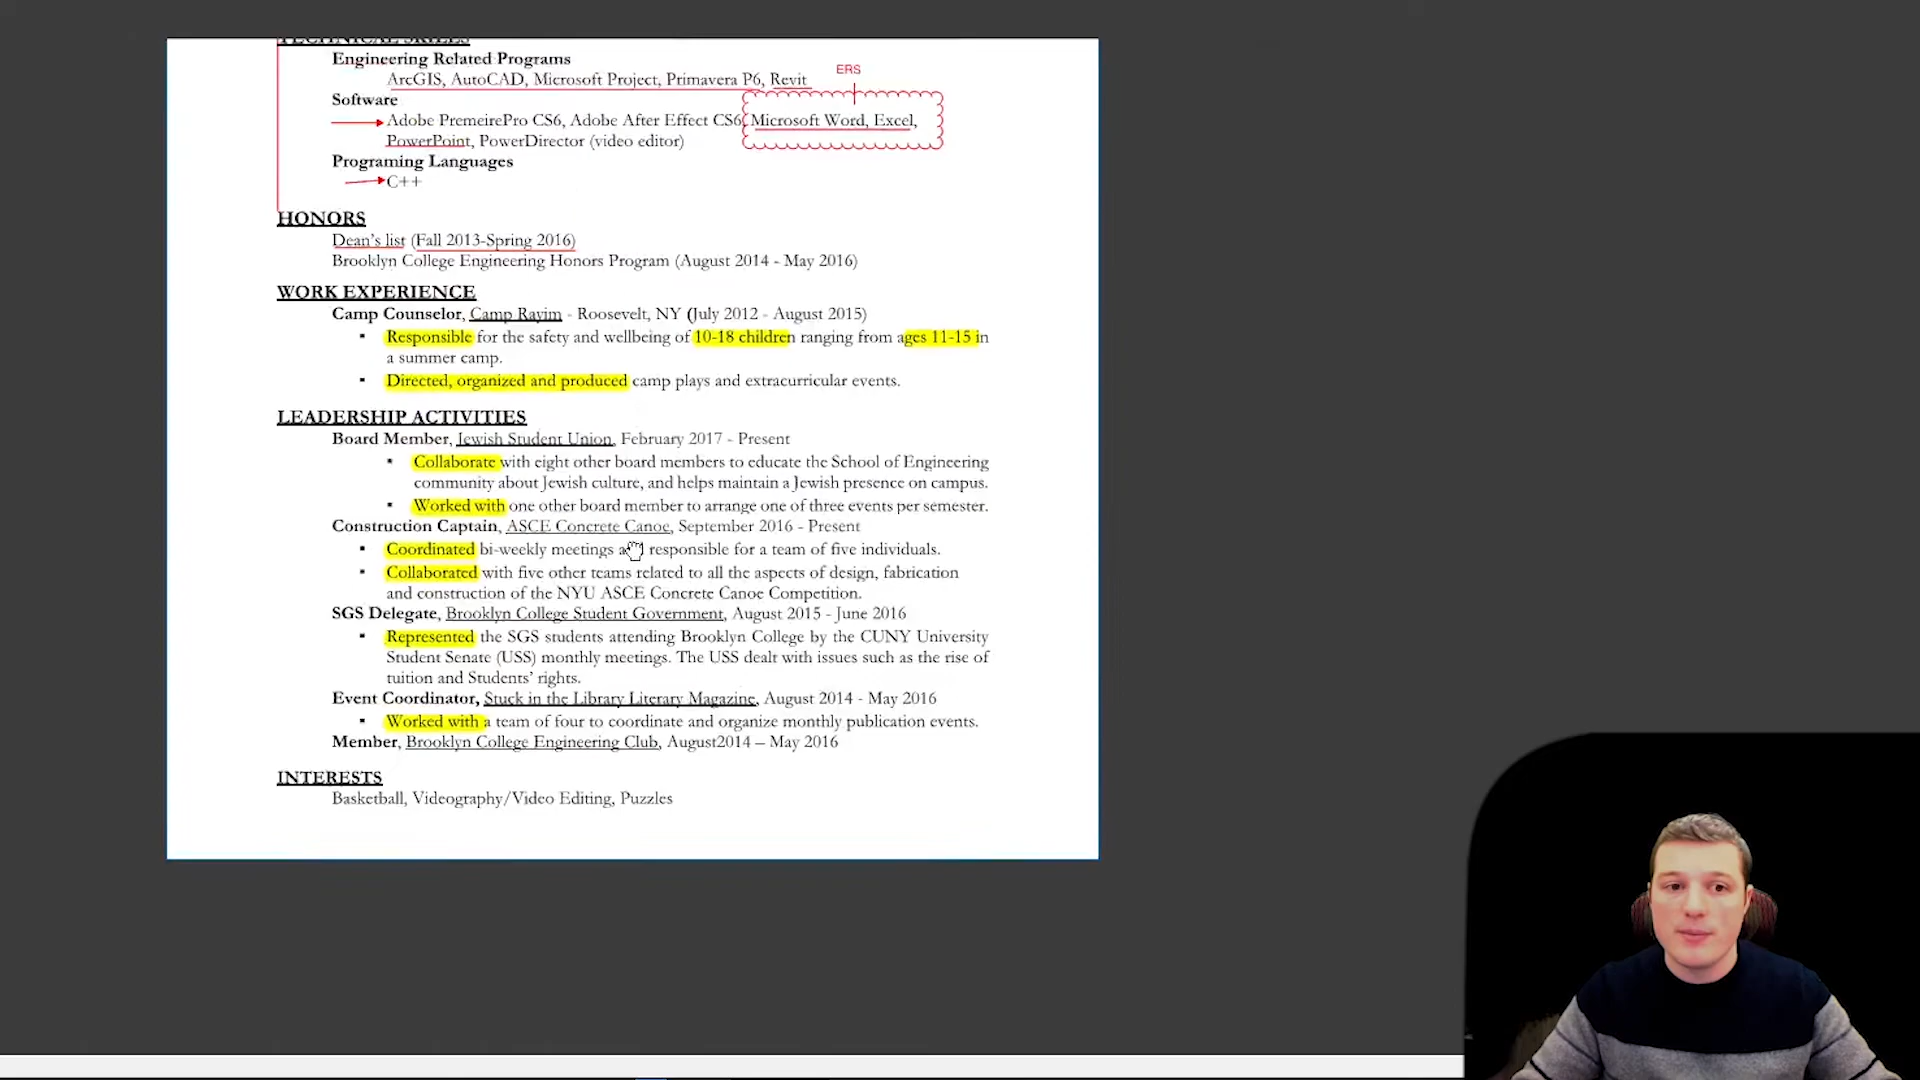 TECHNICAL SKILLS
Engineering Related Programs
ERS
ArcGIS, AutoCAD, Microsoft Project, Primavera P6, Revit
Software
Adobe PremeirePro CS6, Adobe After Effect CS6, Microsoft Word, Excel,
PowerPoint, PowerDirector (video editor)
Programing Languages
C++
HONORS
Dean's list (Fall 2013-Spring 2016)
Brooklyn College Engineering Honors Program (August 2014 - May 2016)
WORK EXPERIENCE
Camp Counselor, Camp Rayim - Roosevelt, NY (July 2012 - August 2015)
▪ Responsible for the safety and wellbeing of 10-18 children ranging from ages 11-15 in
a summer camp.
▪ Directed, organized and produced camp plays and extracurricular events.
LEADERSHIP ACTIVITIES
Board Member, Jewish Student Union, February 2017 - Present
▪ Collaborate with eight other board members to educate the School of Engineering
community about Jewish culture, and helps maintain a Jewish presence on campus.
▪ Worked with one other board member to arrange one of three events per semester.
Construction Captain, ASCE Concrete Canoe, September 2016 - Present
▪ Coordinated bi-weekly meetings and responsible for a team of five individuals.
▪ Collaborated with five other teams related to all the aspects of design, fabrication
and construction of the NYU ASCE Concrete Canoe Competition.
SGS Delegate, Brooklyn College Student Government, August 2015 - June 2016
▪ Represented the SGS students attending Brooklyn College by the CUNY University
Student Senate (USS) monthly meetings. The USS dealt with issues such as the rise of
tuition and Students' rights.
Event Coordinator, Stuck in the Library Literary Magazine, August 2014 - May 2016
▪ Worked with a team of four to coordinate and organize monthly publication events.
Member, Brooklyn College Engineering Club, August2014 – May 2016
INTERESTS
Basketball, Videography/Video Editing, Puzzles